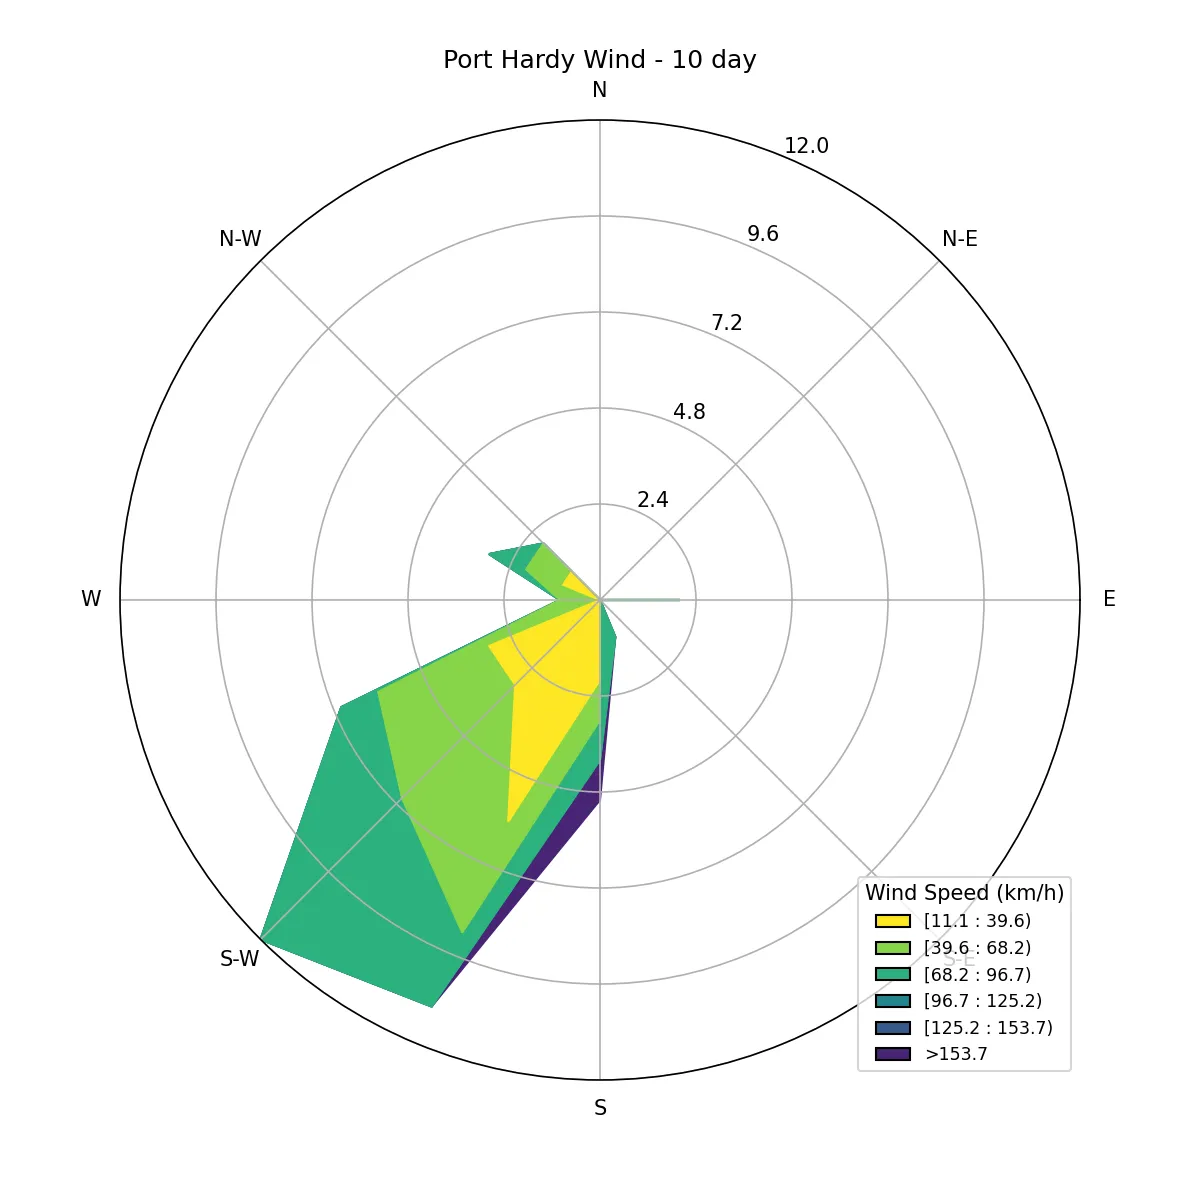 Port Hardy Wind - 10 day
N
12.0
N-W
9.6
N-E
7.2
4.8
2.4
W
E
Wind Speed (km/h)
[11.1 : 39.6)
[39.6 : 68.2)
S-W
S-E
[68.2 : 96.7)
[96.7 : 125.2)
[125.2 : 153.7)
>153.7
S